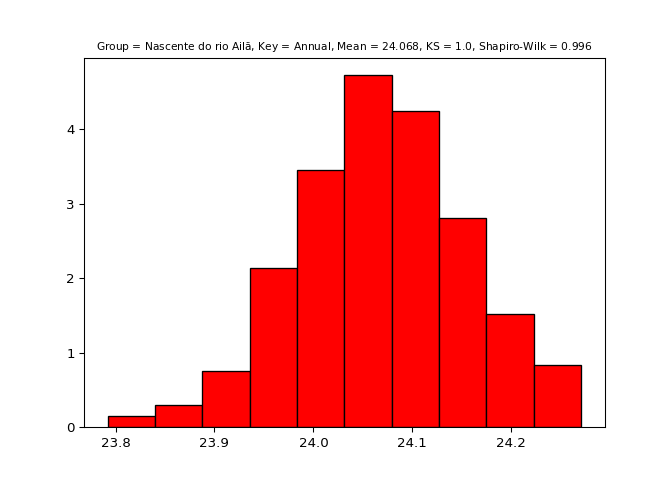 Group = Nascente do rio Ailã, Key = Annual, Mean = 24.068, KS = 1.0, Shapiro-Wilk = 0.996
4
3
2
1
0
23.8 23.9 24.0 24.1 24.2